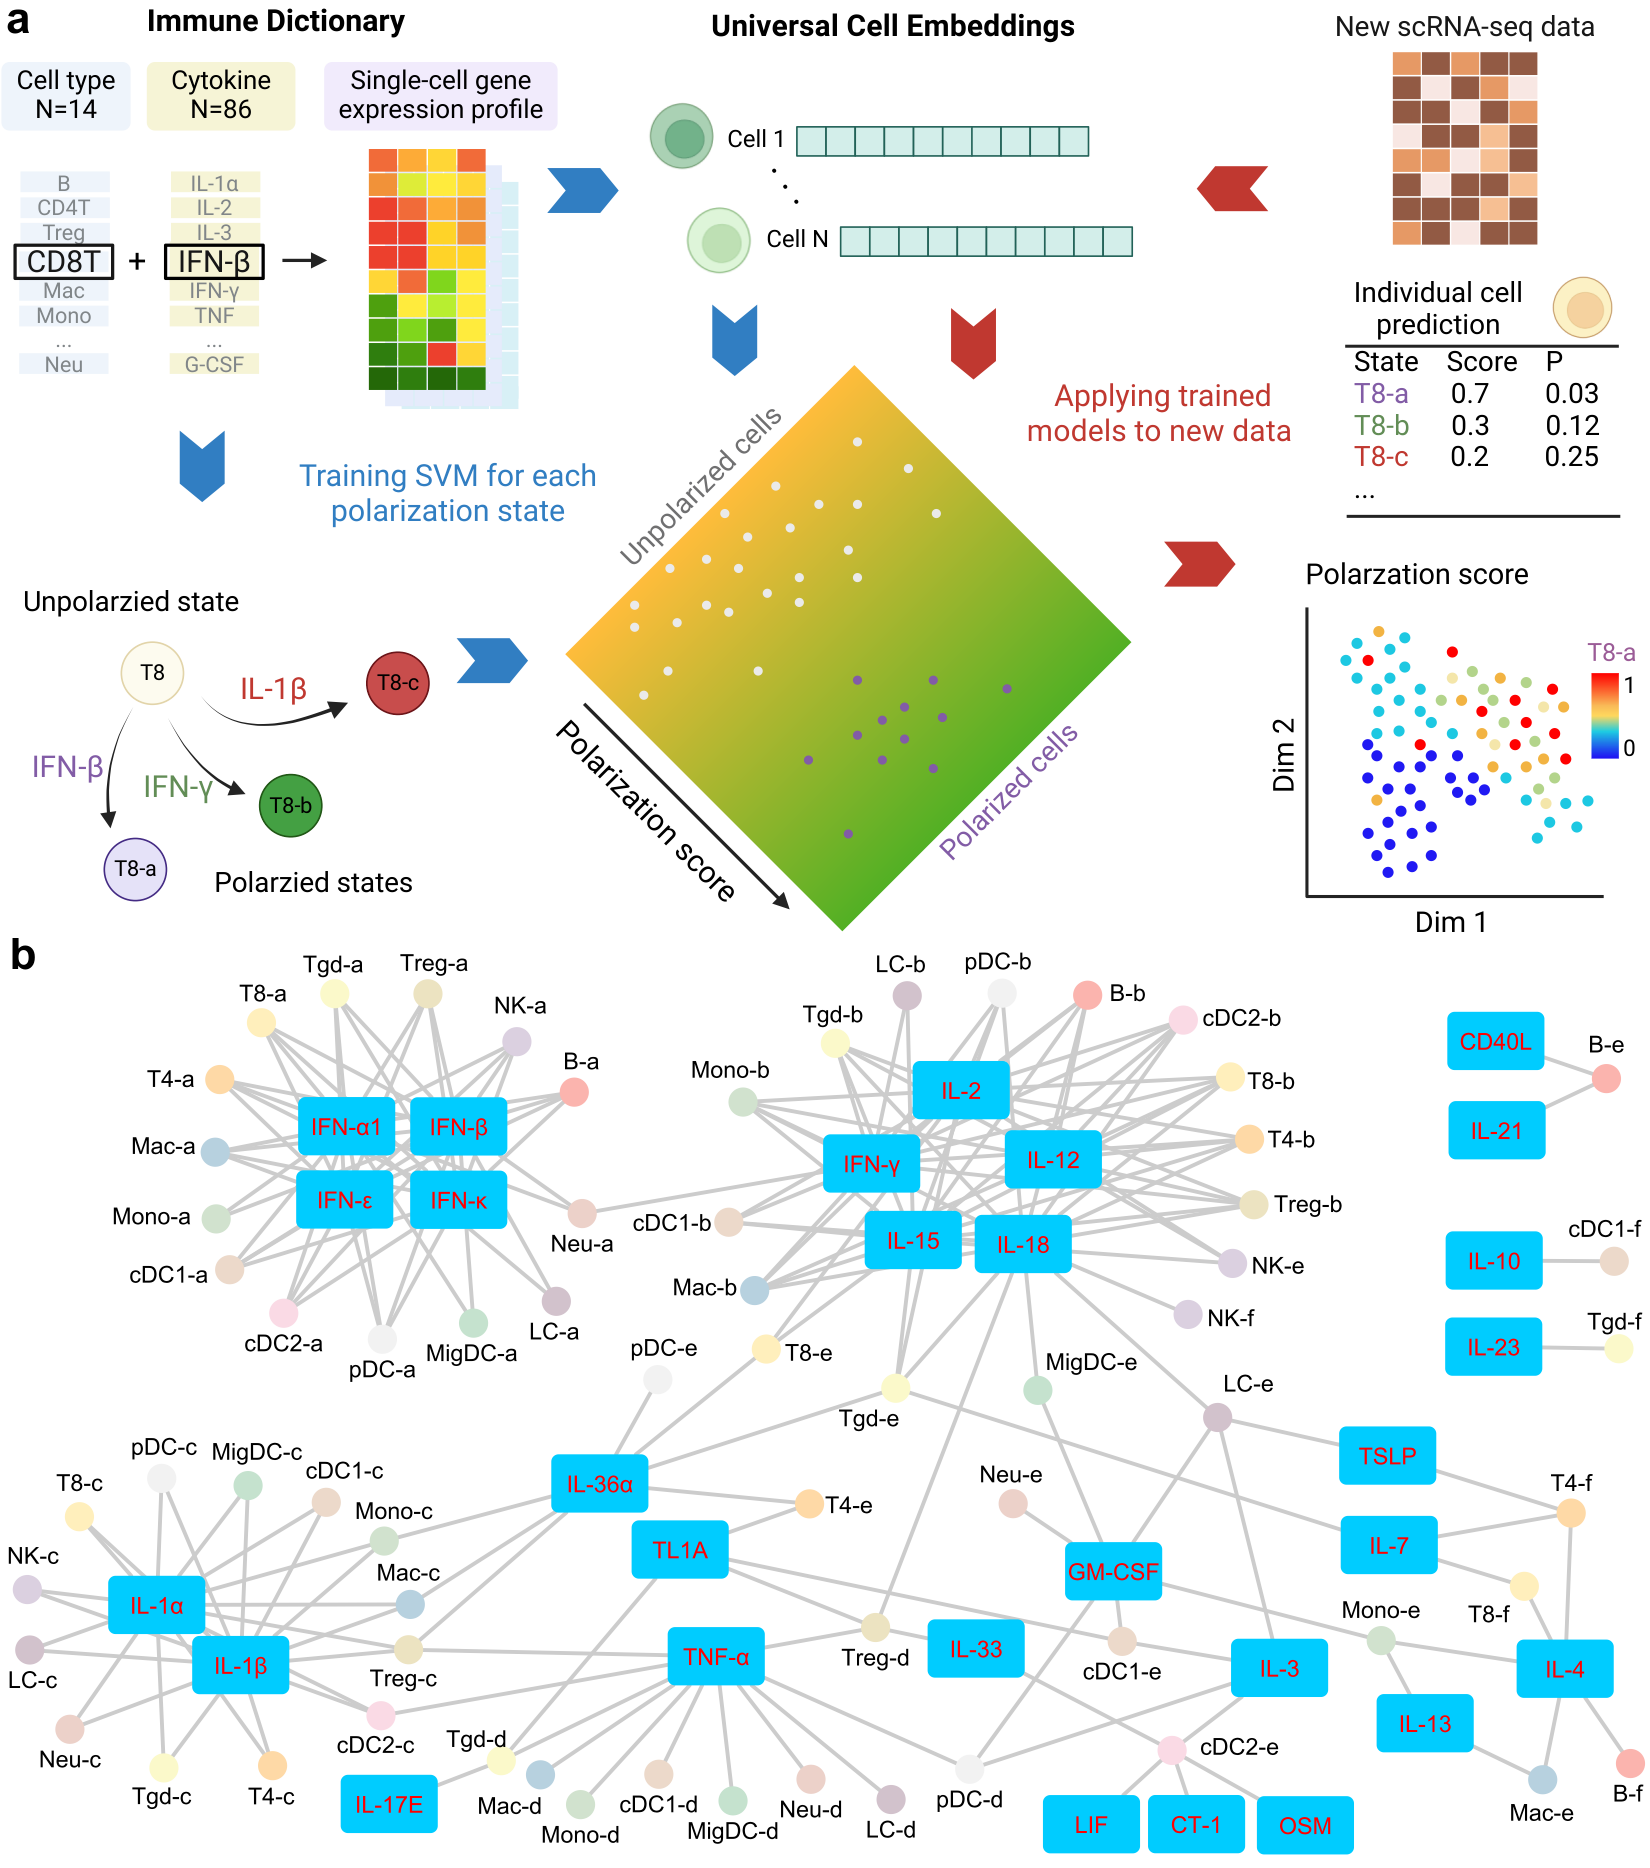 a
Immune Dictionary
Universal Cell Embeddings
New scRNA-seq data
Cell type
N=14
Cytokine
N=86
Single-cell gene
expression profile
B
CD4T
Treg
CD8T
Mac
Mono
...
Neu
+
IL-1α
IL-2
IL-3
IFN-β
IFN-γ
TNF
...
G-CSF
Cell 1
Cell N
Individual cell
prediction
State Score P
T8-a 0.7 0.03
T8-b 0.3 0.12
T8-c 0.2 0.25
...
Training SVM for each
polarization state
Applying trained
models to new data
Unpolarized cells
Polarized cells
Polarization score
Unpolarzied state
T8
IL-1β
T8-c
IFN-β
IFN-γ
T8-b
T8-a
Polarzied states
Polarzation score
T8-a
1
0
Dim 2
Dim 1
b
Tgd-a
Treg-a
T8-a
NK-a
T4-a
B-a
IFN-α1
IFN-β
Mac-a
IFN-ε
IFN-κ
Mono-a
Neu-a
cDC1-a
cDC2-a
pDC-a
MigDC-a
LC-a
LC-b
pDC-b
B-b
Tgd-b
cDC2-b
Mono-b
IL-2
T8-b
IFN-γ
IL-12
T4-b
Treg-b
cDC1-b
IL-15
IL-18
NK-e
Mac-b
NK-f
CD40L
B-e
IL-21
cDC1-f
IL-10
Tgd-f
IL-23
pDC-e
T8-e
MigDC-e
LC-e
Tgd-e
TSLP
T4-f
pDC-c
MigDC-c
cDC1-c
T8-c
Mono-c
IL-36α
Neu-e
T4-e
TL1A
IL-7
NK-c
Mac-c
GM-CSF
IL-1α
T8-f
Mono-e
IL-1β
LC-c
Treg-c
TNF-α
Treg-d
IL-33
cDC1-e
IL-3
IL-4
IL-13
Neu-c
cDC2-c
Tgd-d
cDC2-e
Tgd-c
T4-c
IL-17E
Mac-d
Mono-d
cDC1-d
MigDC-d
Neu-d
LC-d
pDC-d
LIF
CT-1
OSM
Mac-e
B-f